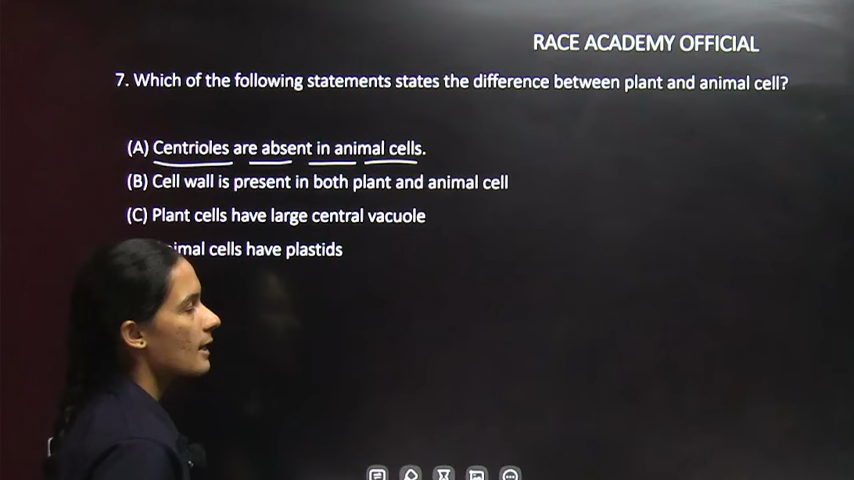 RACE ACADEMY OFFICIAL
7. Which of the following statements states the difference between plant and animal cell?
(A) Centrioles are absent in animal cells.
(B) Cell wall is present in both plant and animal cell
(C) Plant cells have large central vacuole
cells have plastids